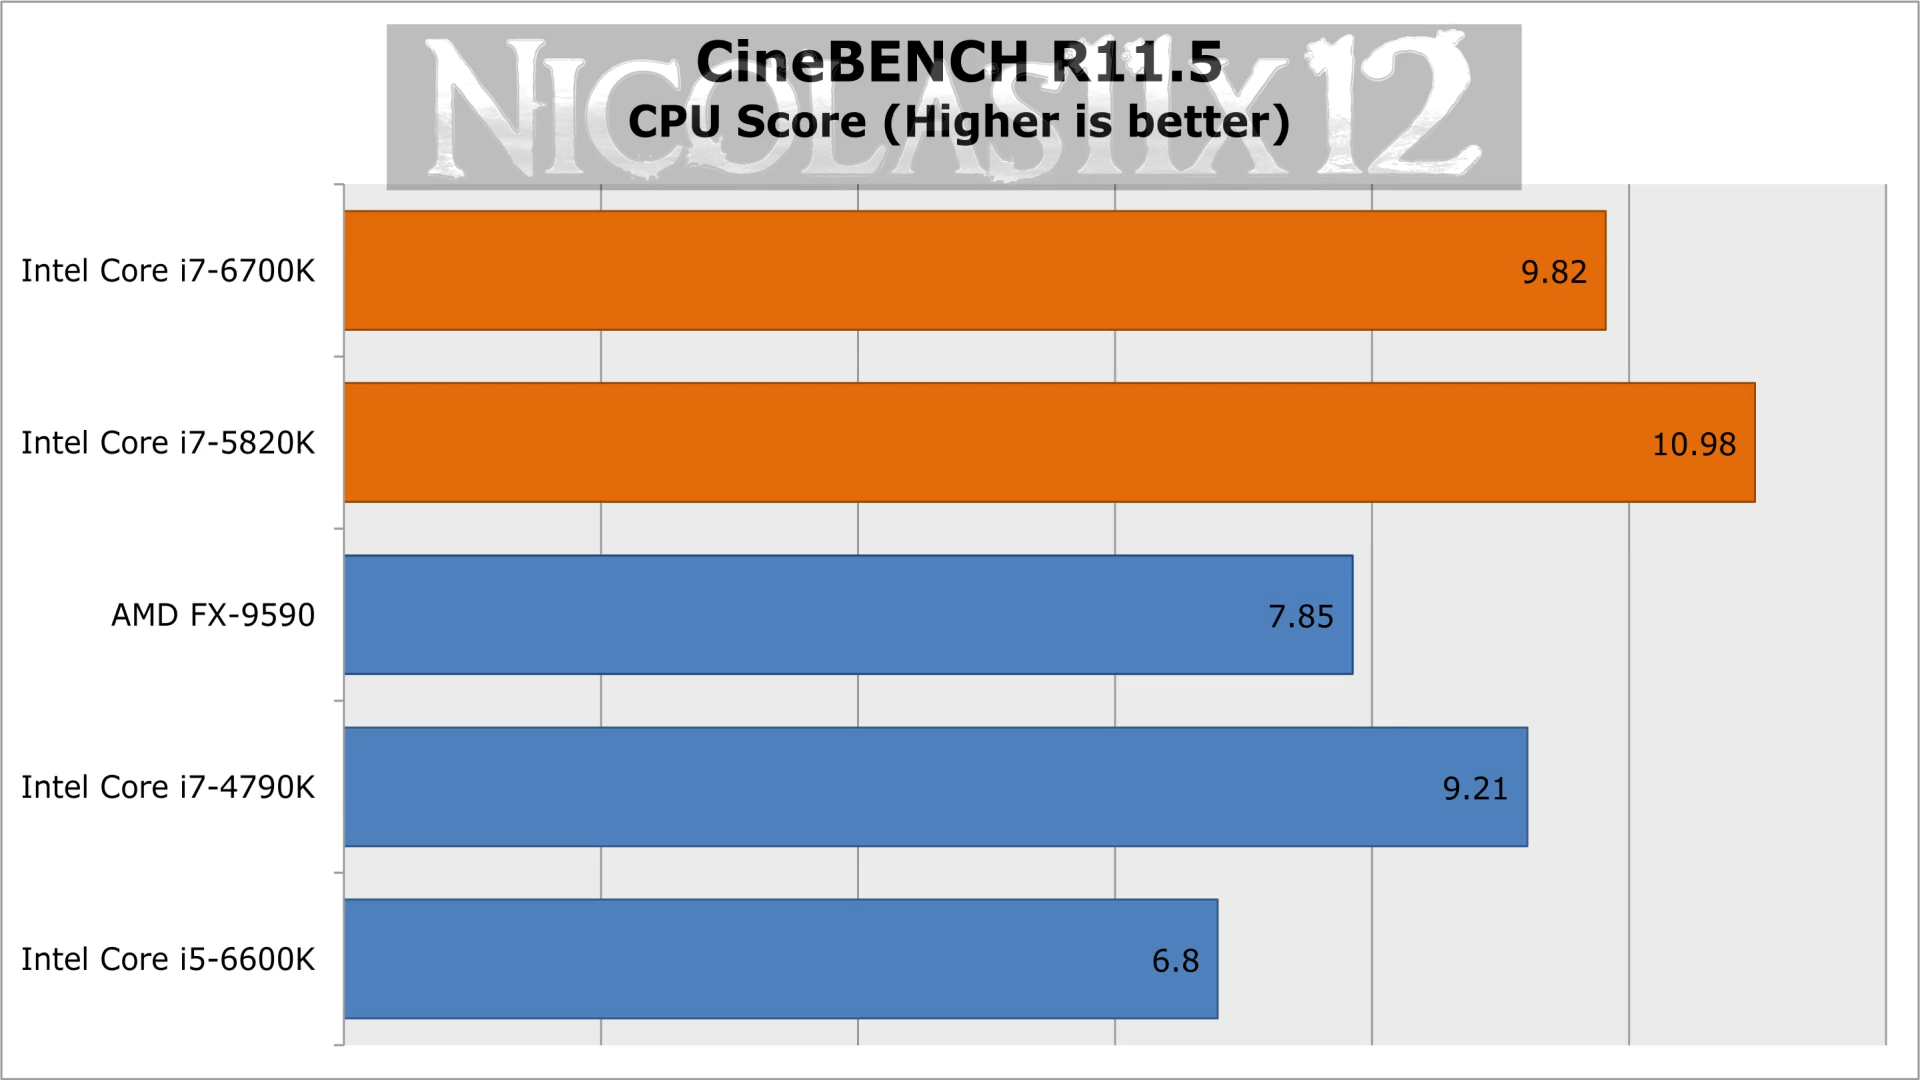 NICOLAS11X12
CineBENCH R11.5
CPU Score (Higher is better)
Intel Core i7-6700K
9.82
Intel Core i7-5820K
10.98
AMD FX-9590
7.85
Intel Core i7-4790K
9.21
Intel Core i5-6600K
6.8